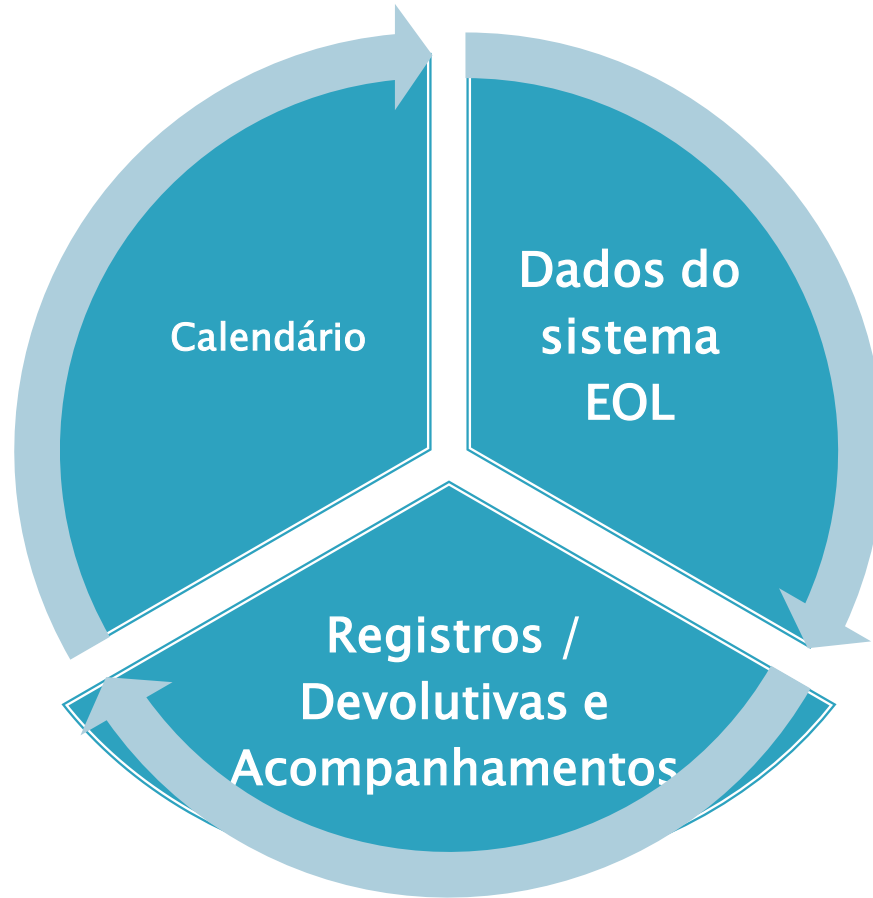 Calendário
Dados do
sistema
EOL
Registros /
Devolutivas e
Acompanhamentos